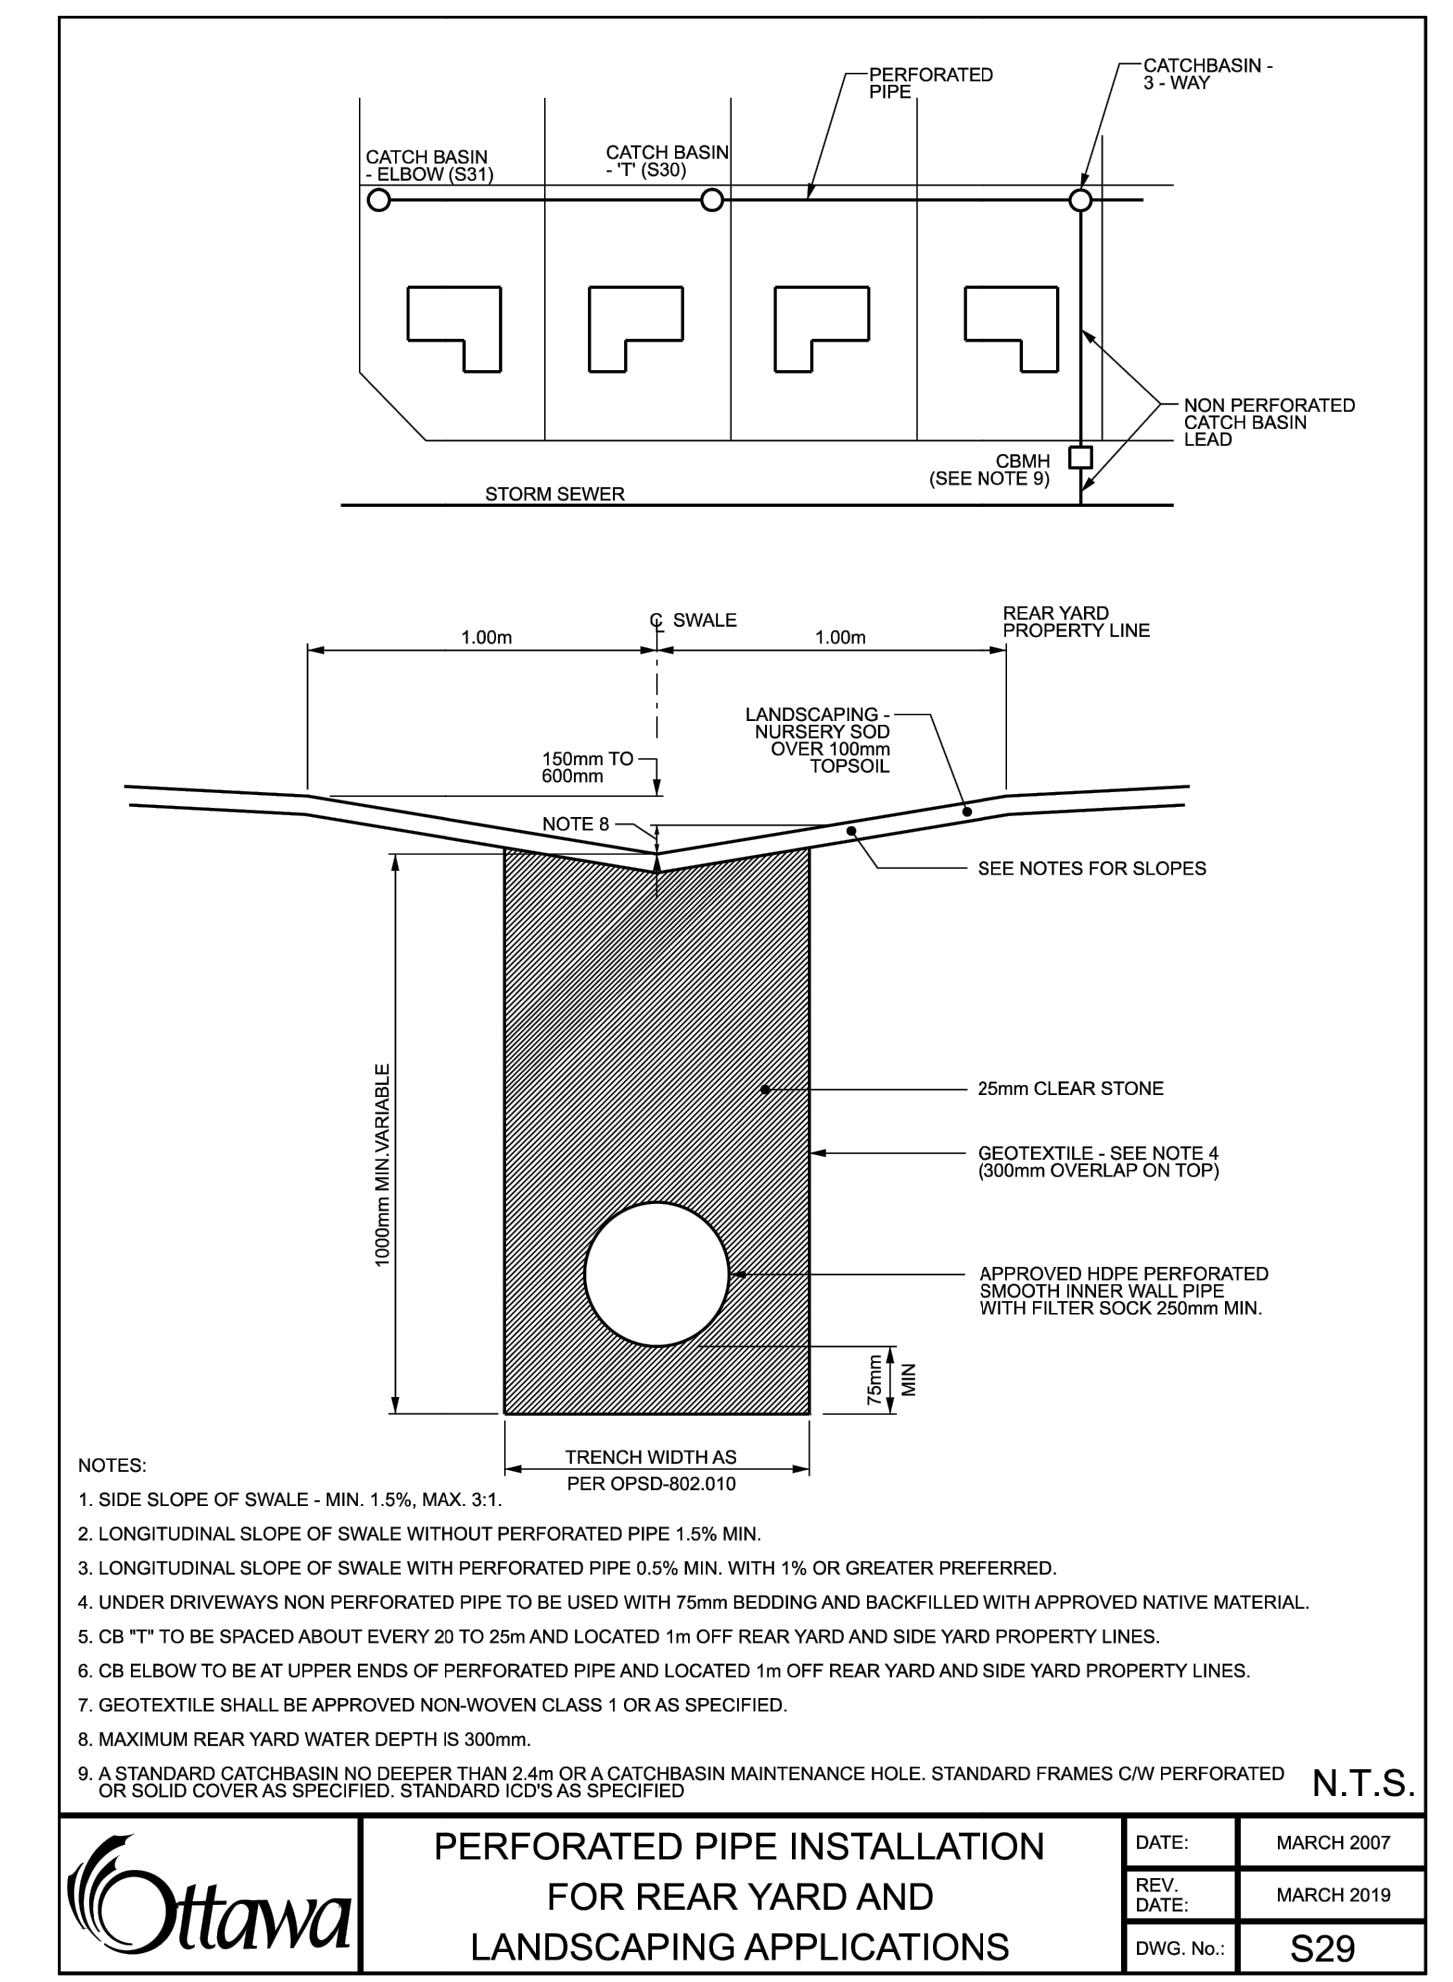 PERFORATED
PIPE
CATCHBASIN -
3 - WAY
CATCH BASIN
- ELBOW (S31)
CATCH BASIN
- 'T' (S30)
NON PERFORATED
CATCH BASIN
LEAD
CBMH
(SEE NOTE 9)
STORM SEWER
℄ SWALE
REAR YARD
PROPERTY LINE
1.00m
1.00m
LANDSCAPING -
NURSERY SOD
OVER 100mm
TOPSOIL
150mm TO
600mm
NOTE 8
SEE NOTES FOR SLOPES
1000mm MIN.VARIABLE
25mm CLEAR STONE
GEOTEXTILE - SEE NOTE 4
(300mm OVERLAP ON TOP)
APPROVED HDPE PERFORATED
SMOOTH INNER WALL PIPE
WITH FILTER SOCK 250mm MIN.
75mm
MIN
TRENCH WIDTH AS
PER OPSD-802.010
NOTES:
1. SIDE SLOPE OF SWALE - MIN. 1.5%, MAX. 3:1.
2. LONGITUDINAL SLOPE OF SWALE WITHOUT PERFORATED PIPE 1.5% MIN.
3. LONGITUDINAL SLOPE OF SWALE WITH PERFORATED PIPE 0.5% MIN. WITH 1% OR GREATER PREFERRED.
4. UNDER DRIVEWAYS NON PERFORATED PIPE TO BE USED WITH 75mm BEDDING AND BACKFILLED WITH APPROVED NATIVE MATERIAL.
5. CB "T" TO BE SPACED ABOUT EVERY 20 TO 25m AND LOCATED 1m OFF REAR YARD AND SIDE YARD PROPERTY LINES.
6. CB ELBOW TO BE AT UPPER ENDS OF PERFORATED PIPE AND LOCATED 1m OFF REAR YARD AND SIDE YARD PROPERTY LINES.
7. GEOTEXTILE SHALL BE APPROVED NON-WOVEN CLASS 1 OR AS SPECIFIED.
8. MAXIMUM REAR YARD WATER DEPTH IS 300mm.
9. A STANDARD CATCHBASIN NO DEEPER THAN 2.4m OR A CATCHBASIN MAINTENANCE HOLE. STANDARD FRAMES C/W PERFORATED
OR SOLID COVER AS SPECIFIED. STANDARD ICD'S AS SPECIFIED
N.T.S.
Ottawa
PERFORATED PIPE INSTALLATION
FOR REAR YARD AND
LANDSCAPING APPLICATIONS
DATE:
MARCH 2007
REV.
DATE:
MARCH 2019
DWG. No.:
S29